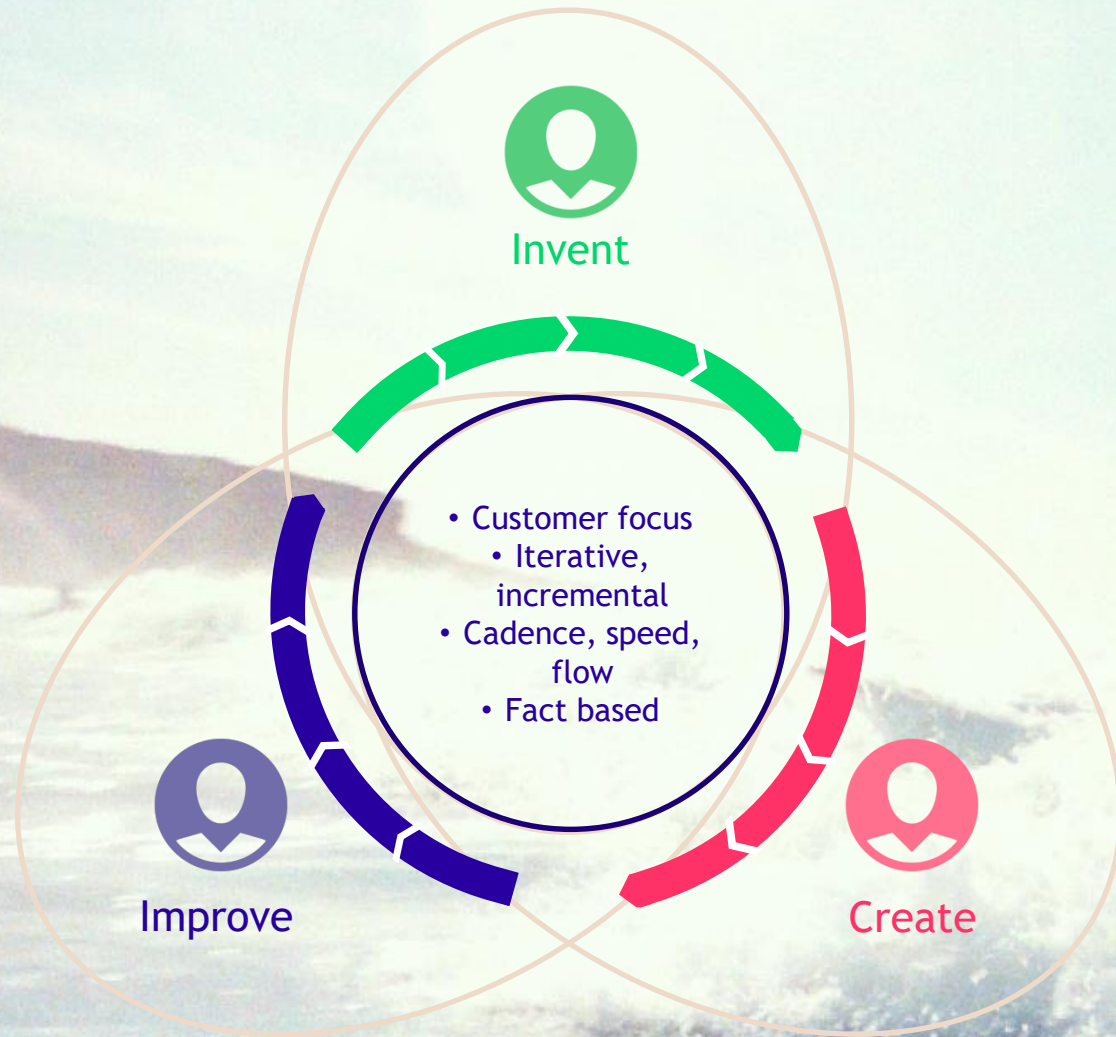 Invent
• Customer focus
• Iterative,
incremental
• Cadence, speed,
flow
• Fact based
Improve
Create